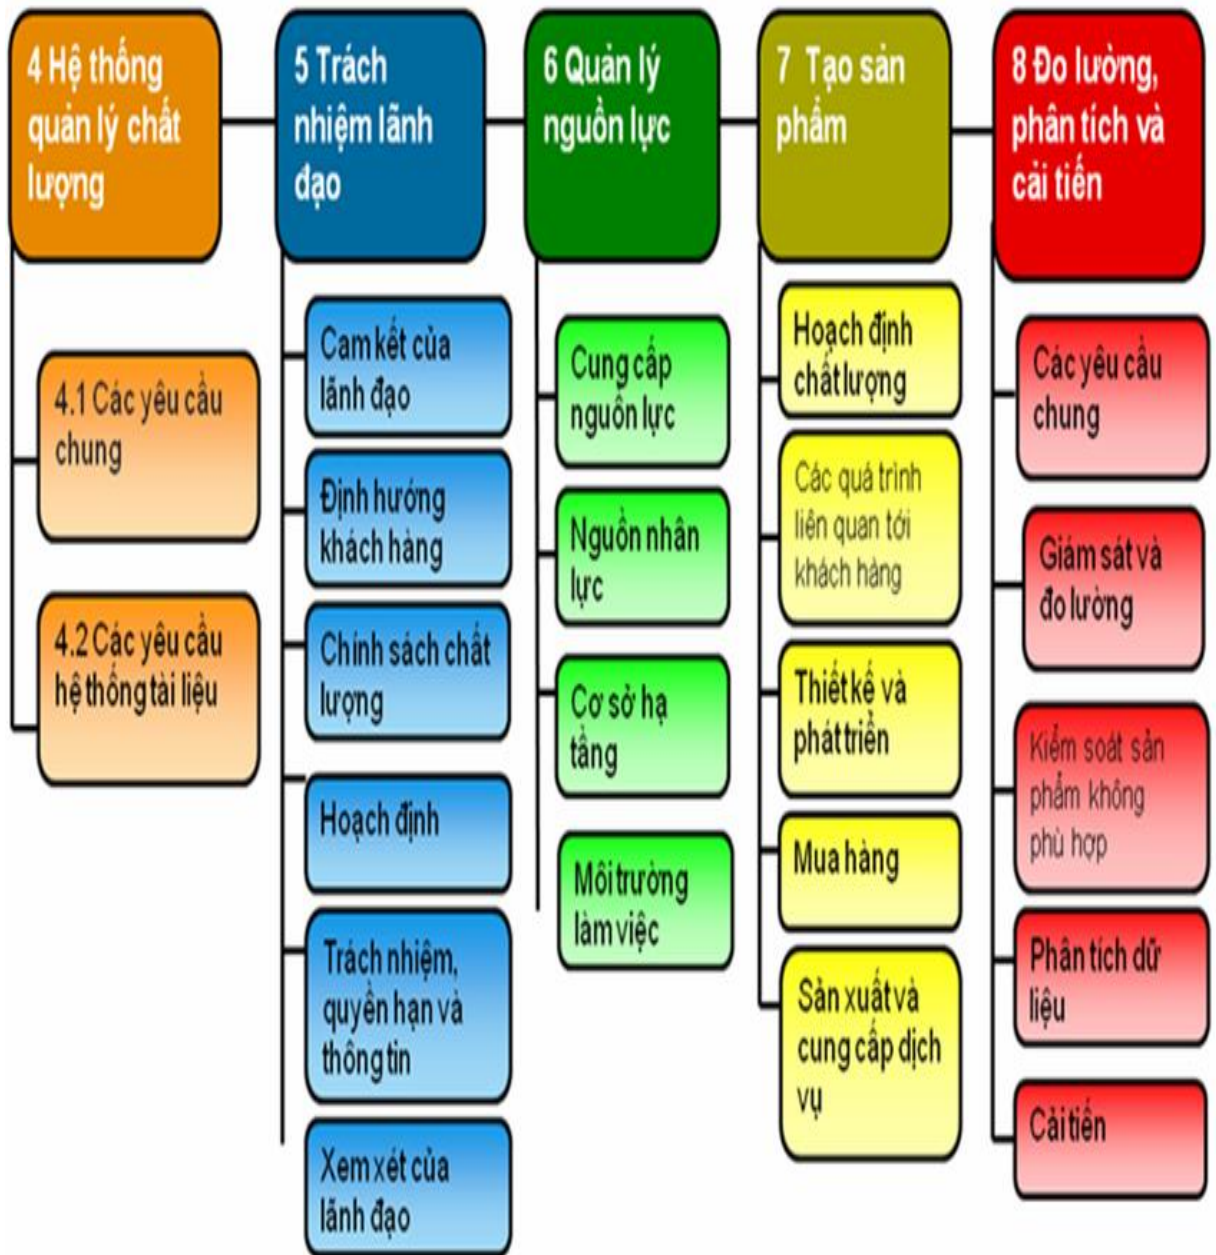 4 Hệ thống
quản lý chất
lượng
4.1 Các yêu cầu
chung
4.2 Các yêu cầu
hệ thống tài liệu
5 Trách
nhiệm lãnh
đạo
Cam kết của
lãnh đạo
Định hướng
khách hàng
Chính sách chất
lượng
Hoạch định
Trách nhiệm,
quyền hạn và
thông tin
Xem xét của
lãnh đạo
6 Quản lý
nguồn lực
Cung cấp
nguồn lực
Nguồn nhân
lực
Cơ sở hạ
tầng
Môi trường
làm việc
7 Tạo sản
phẩm
Hoạch định
chất lượng
Các quá trình
liên quan tới
khách hàng
Thiết kế và
phát triển
Mua hàng
Sản xuất và
cung cấp dịch
vụ
8 Đo lường,
phân tích và
cải tiến
Các yêu cầu
chung
Giám sát và
đo lường
Kiểm soát sản
phẩm không
phù hợp
Phân tích dữ
liệu
Cải tiến